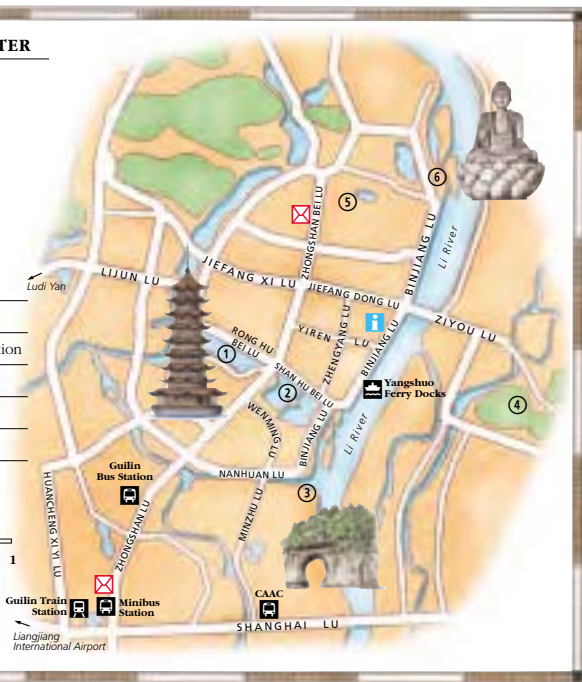 TER
ZHONGSHAN BEI LU
5
6
BINJIANG LU
Li River
Ludi Yan
LIJUN LU
JIEFANG XI LU
JIEFANG DONG LU
ZIYOU LU
i
tion
1
RONG HU
BEI LU
YIREN LU
ZHENGYANG LU
BINJIANG LU
SHAN HU BEI LU
2
Yangshuo
Ferry Docks
4
WENMING LU
BINJIANG LU
Li River
Guilin
Bus Station
NANHUAN LU
3
HUANCHENG XI YI LU
ZHONGSHAN LU
MINZHU LU
1
Guilin Train
Station
Minibus
Station
CAAC
SHANGHAI LU
Liangjiang
International Airport